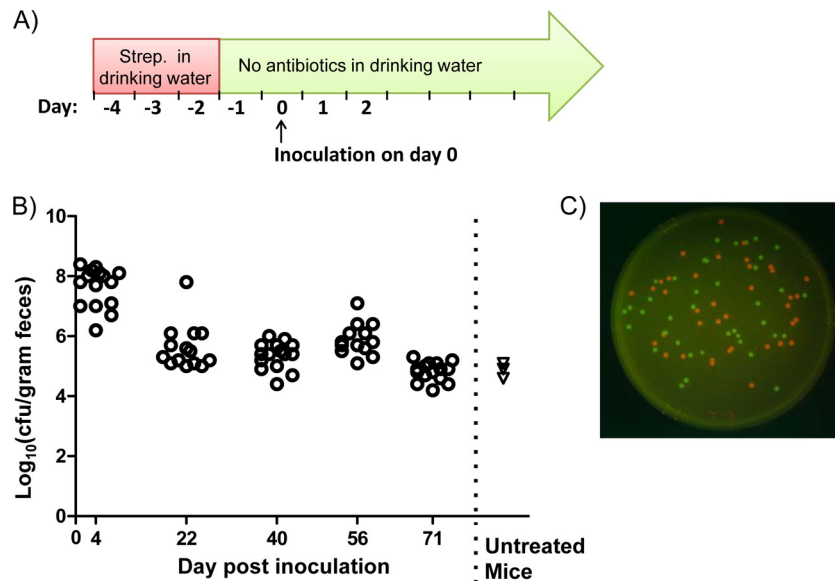 A)
Strep. in
drinking water
No antibiotics in drinking water
Day: -4 -3 -2 -1 0 1 2
Inoculation on day 0
B)
C)
Log10(cfu/gram feces)
10
8
6
4
2
0
0 4 22 40 56 71
Day post inoculation
Untreated
Mice